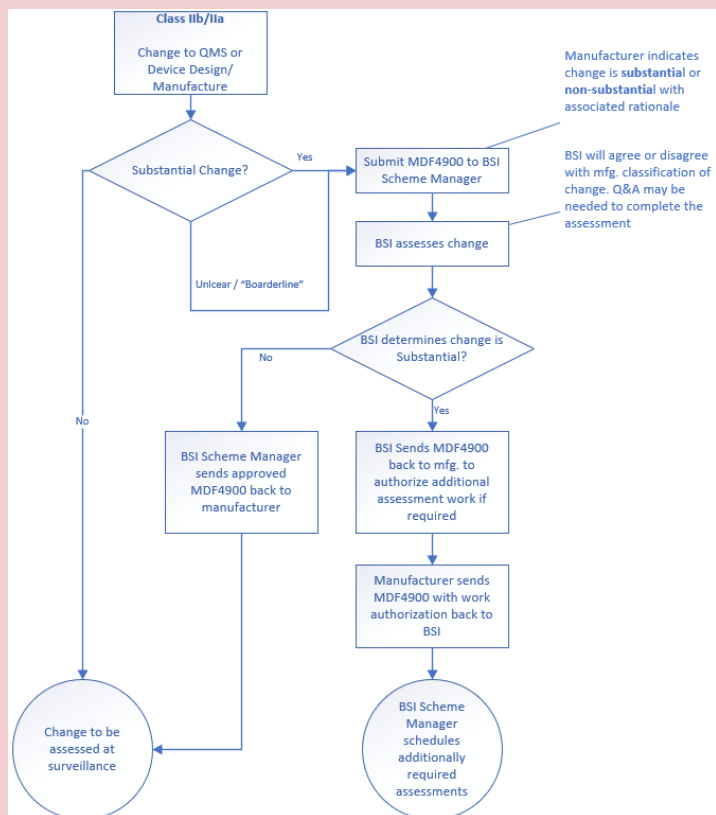 Class IIb/IIa
Change to QMS or
Device Design/
Manufacture
Manufacturer indicates
change is substantial or
non-substantial with
associated rationale
Substantial Change?
Yes
Submit MDF4900 to BSI
Scheme Manager
BSI will agree or disagree
with mfg. classification of
change. Q&A may be
needed to complete the
assessment
BSI assesses change
Unlcear / "Boarderline"
BSI determines change is
Substantial?
No
Yes
No
BSI Scheme Manager
sends approved
MDF4900 back to
manufacturer
BSI Sends MDF4900
back to mfg. to
authorize additional
assessment work if
required
Manufacturer sends
MDF4900 with work
authorization back to
BSI
Change to be
assessed at
surveillance
BSI Scheme
Manager
schedules
additionally
required
assessments